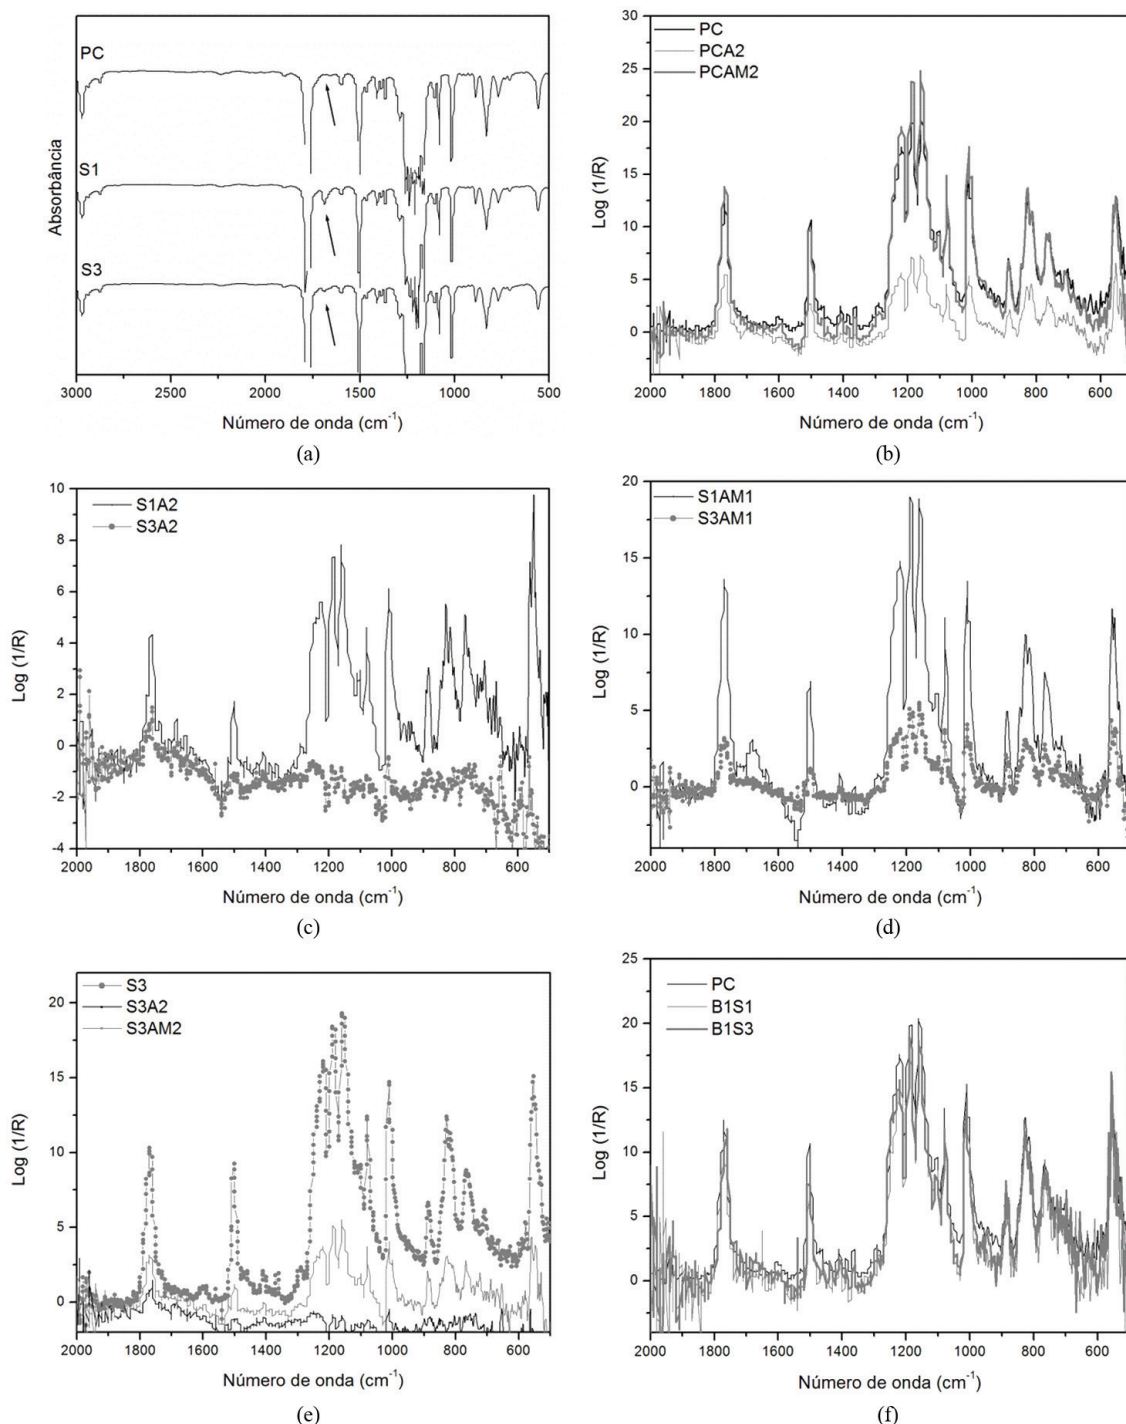 PC
S1
S3
Absorbância
3000 2500 2000 1500 1000 500
Número de onda (cm⁻¹)
(a)
30
25
20
15
10
5
0
Log (1/R)
PC
PCA2
PCAM2
2000 1800 1600 1400 1200 1000 800 600
Número de onda (cm⁻¹)
(b)
10
8
6
4
2
0
-2
-4
Log (1/R)
S1A2
S3A2
2000 1800 1600 1400 1200 1000 800 600
Número de onda (cm⁻¹)
(c)
20
15
10
5
0
Log (1/R)
S1AM1
S3AM1
2000 1800 1600 1400 1200 1000 800 600
Número de onda (cm⁻¹)
(d)
20
15
10
5
0
Log (1/R)
S3
S3A2
S3AM2
2000 1800 1600 1400 1200 1000 800 600
Número de onda (cm⁻¹)
(e)
25
20
15
10
5
0
Log (1/R)
PC
B1S1
B1S3
2000 1800 1600 1400 1200 1000 800 600
Número de onda (cm⁻¹)
(f)